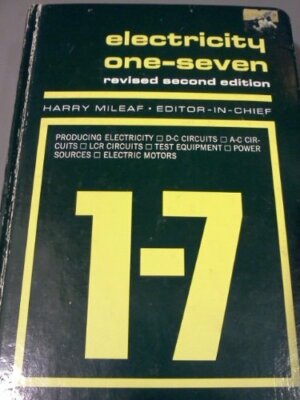 electricity
one-seven
revised second edition
HARRY MILEAF · EDITOR-IN-CHIEF
PRODUCING ELECTRICITY □ D-C CIRCUITS □ A-C CIR-
CUITS □ LCR CIRCUITS □ TEST EQUIPMENT □ POWER
SOURCES □ ELECTRIC MOTORS
1-7